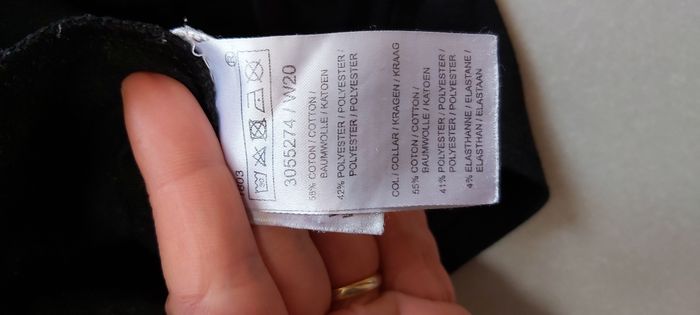 3055274 / W20
58% COTON / COTTON /
BAUMWOLLE / KATOEN
42% POLYESTER / POLYESTER /
POLYESTER / POLYESTER
COL / COLLAR / KRAGEN / KRAAG
55% COTON / COTTON /
BAUMWOLLE / KATOEN
41% POLYESTER / POLYESTER /
POLYESTER / POLYESTER
4% ELASTHANNE / ELASTANE /
ELASTHAN / ELASTAAN